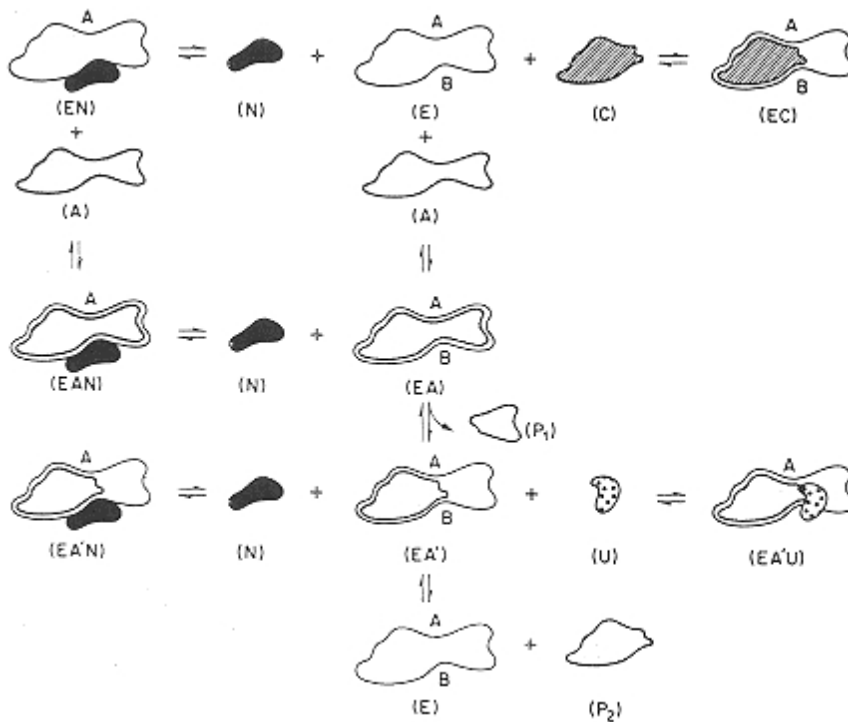 A A A
B B
(EN) ⇌ (N) + (E) + (C) ⇌ (EC)
+ +
(A) (A)
⇅ ⇅
A A
B
(EAN) ⇌ (N) + (EA)
⇅ (P₁)
A A A
B
(EA'N) ⇌ (N) + (EA') + (U) ⇌ (EA'U)
⇅
A
B
(E) + (P₂)